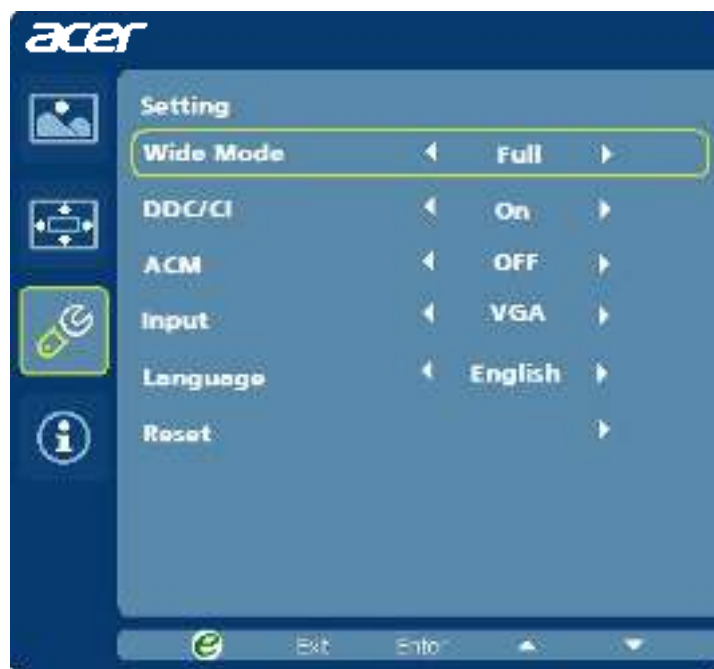 acer
Setting
Wide Mode Full
DDC/CI On
ACM OFF
Input VGA
Language English
Reset
e Exit Enter